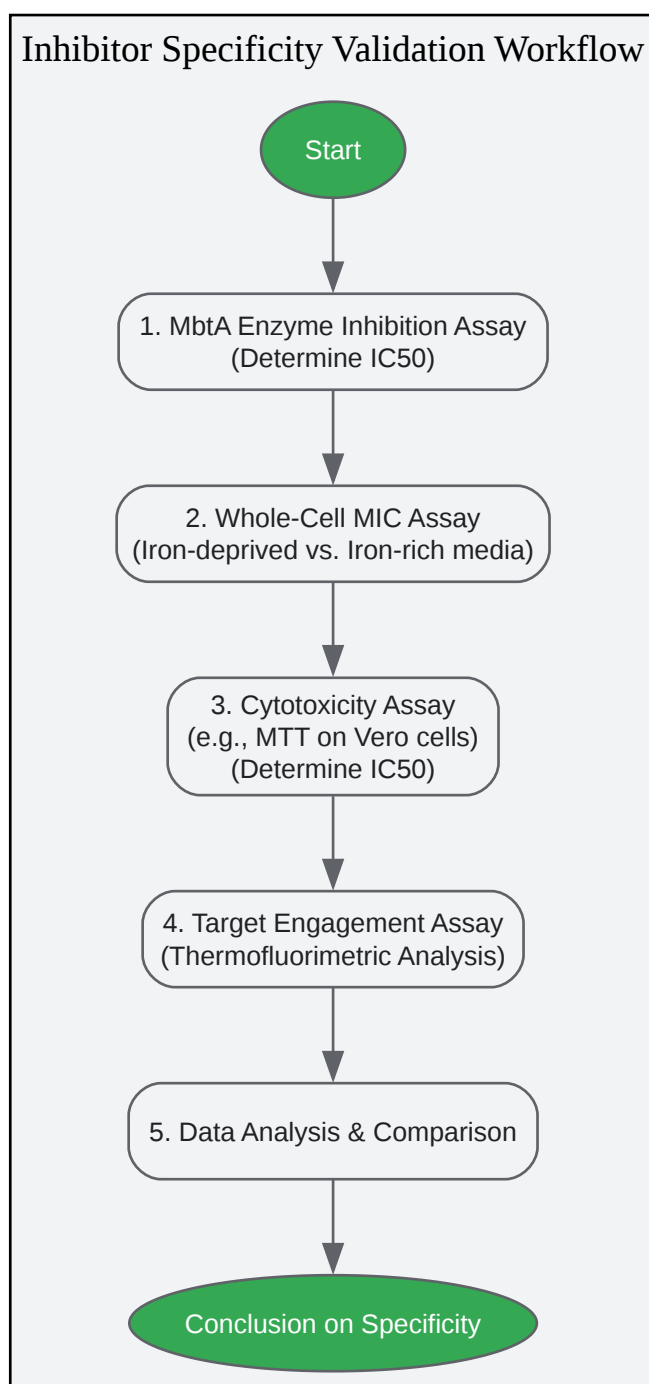 Inhibitor Specificity Validation Workflow
Start
1. MbtA Enzyme Inhibition Assay
(Determine IC50)
2. Whole-Cell MIC Assay
(Iron-deprived vs. Iron-rich media)
3. Cytotoxicity Assay
(e.g., MTT on Vero cells)
(Determine IC50)
4. Target Engagement Assay
(Thermofluorimetric Analysis)
5. Data Analysis & Comparison
Conclusion on Specificity